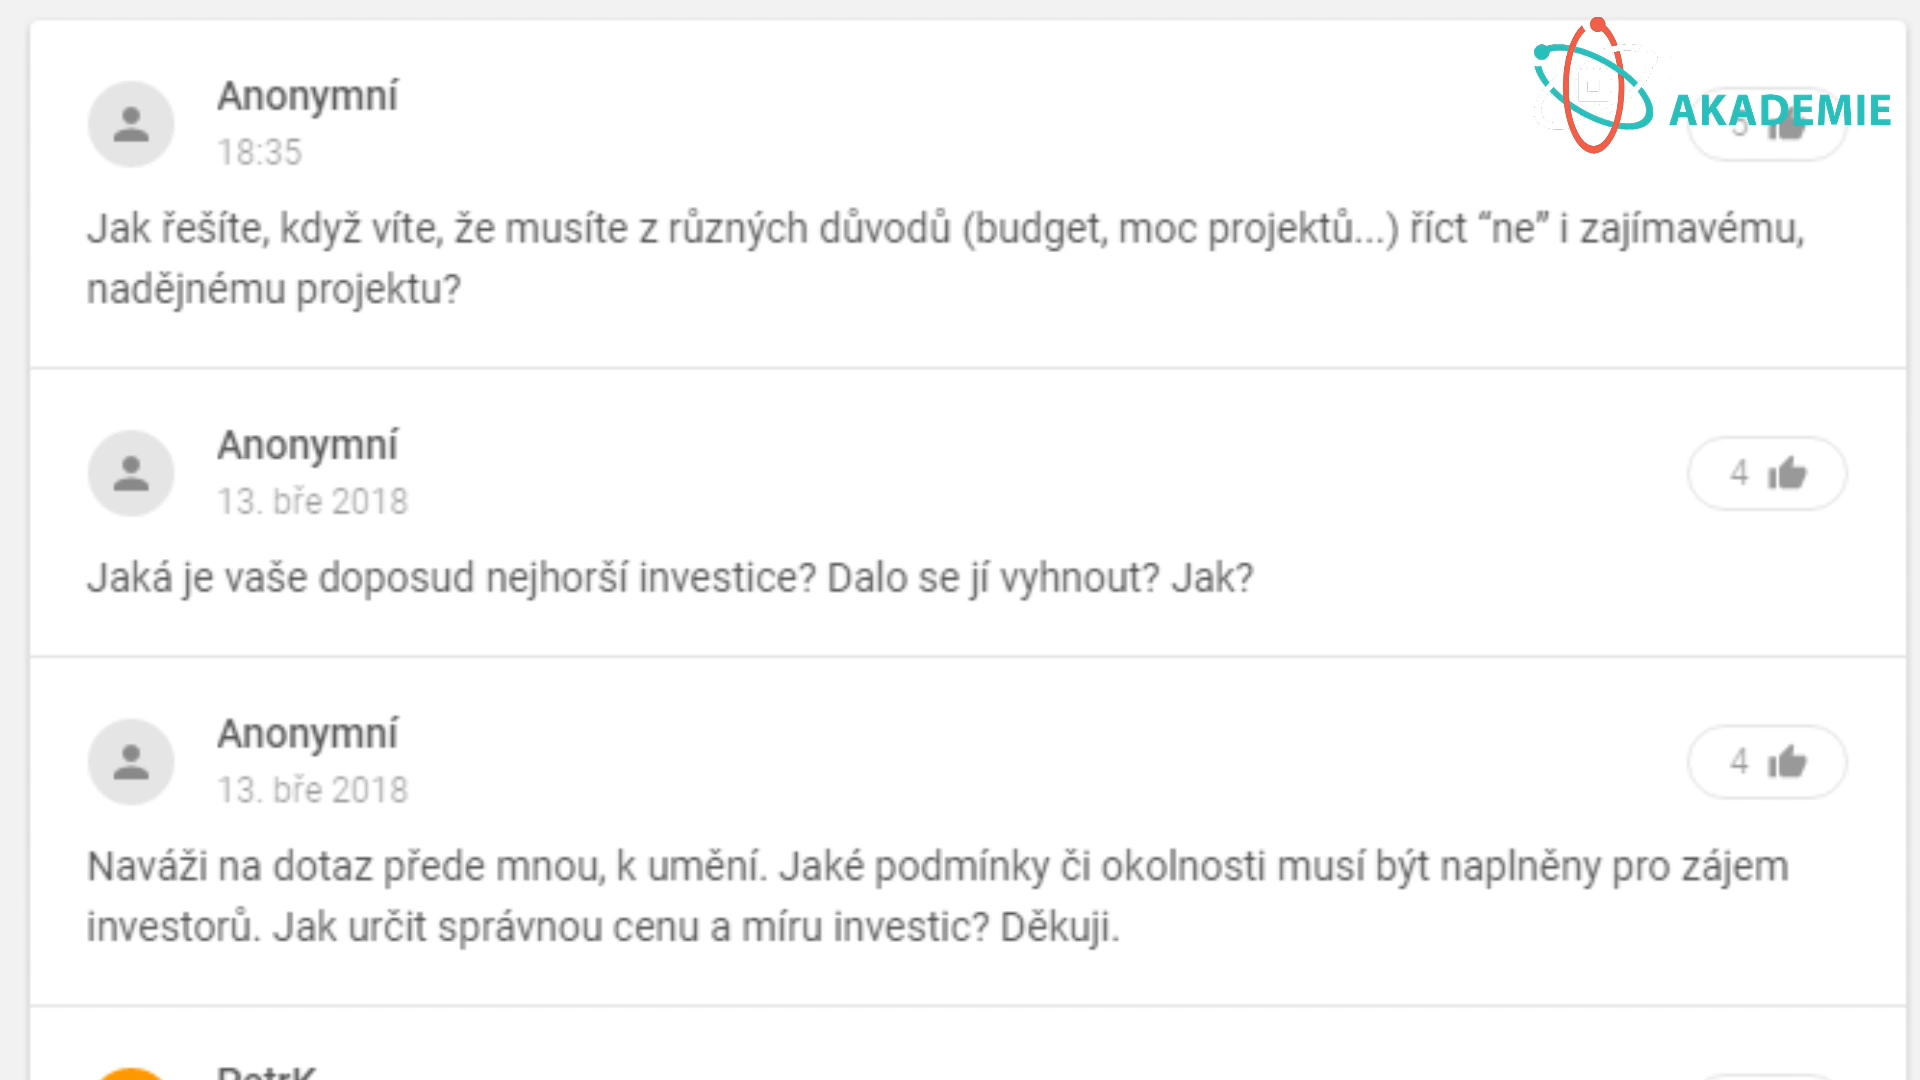 AKADEMIE
Anonymní
18:35
5
Jak řešíte, když víte, že musíte z různých důvodů (budget, moc projektů...) říct “ne” i zajímavému,
nadějnému projektu?
Anonymní
13. bře 2018
4
Jaká je vaše doposud nejhorší investice? Dalo se jí vyhnout? Jak?
Anonymní
13. bře 2018
4
Naváži na dotaz přede mnou, k umění. Jaké podmínky či okolnosti musí být naplněny pro zájem
investorů. Jak určit správnou cenu a míru investic? Děkuji.
PetrK